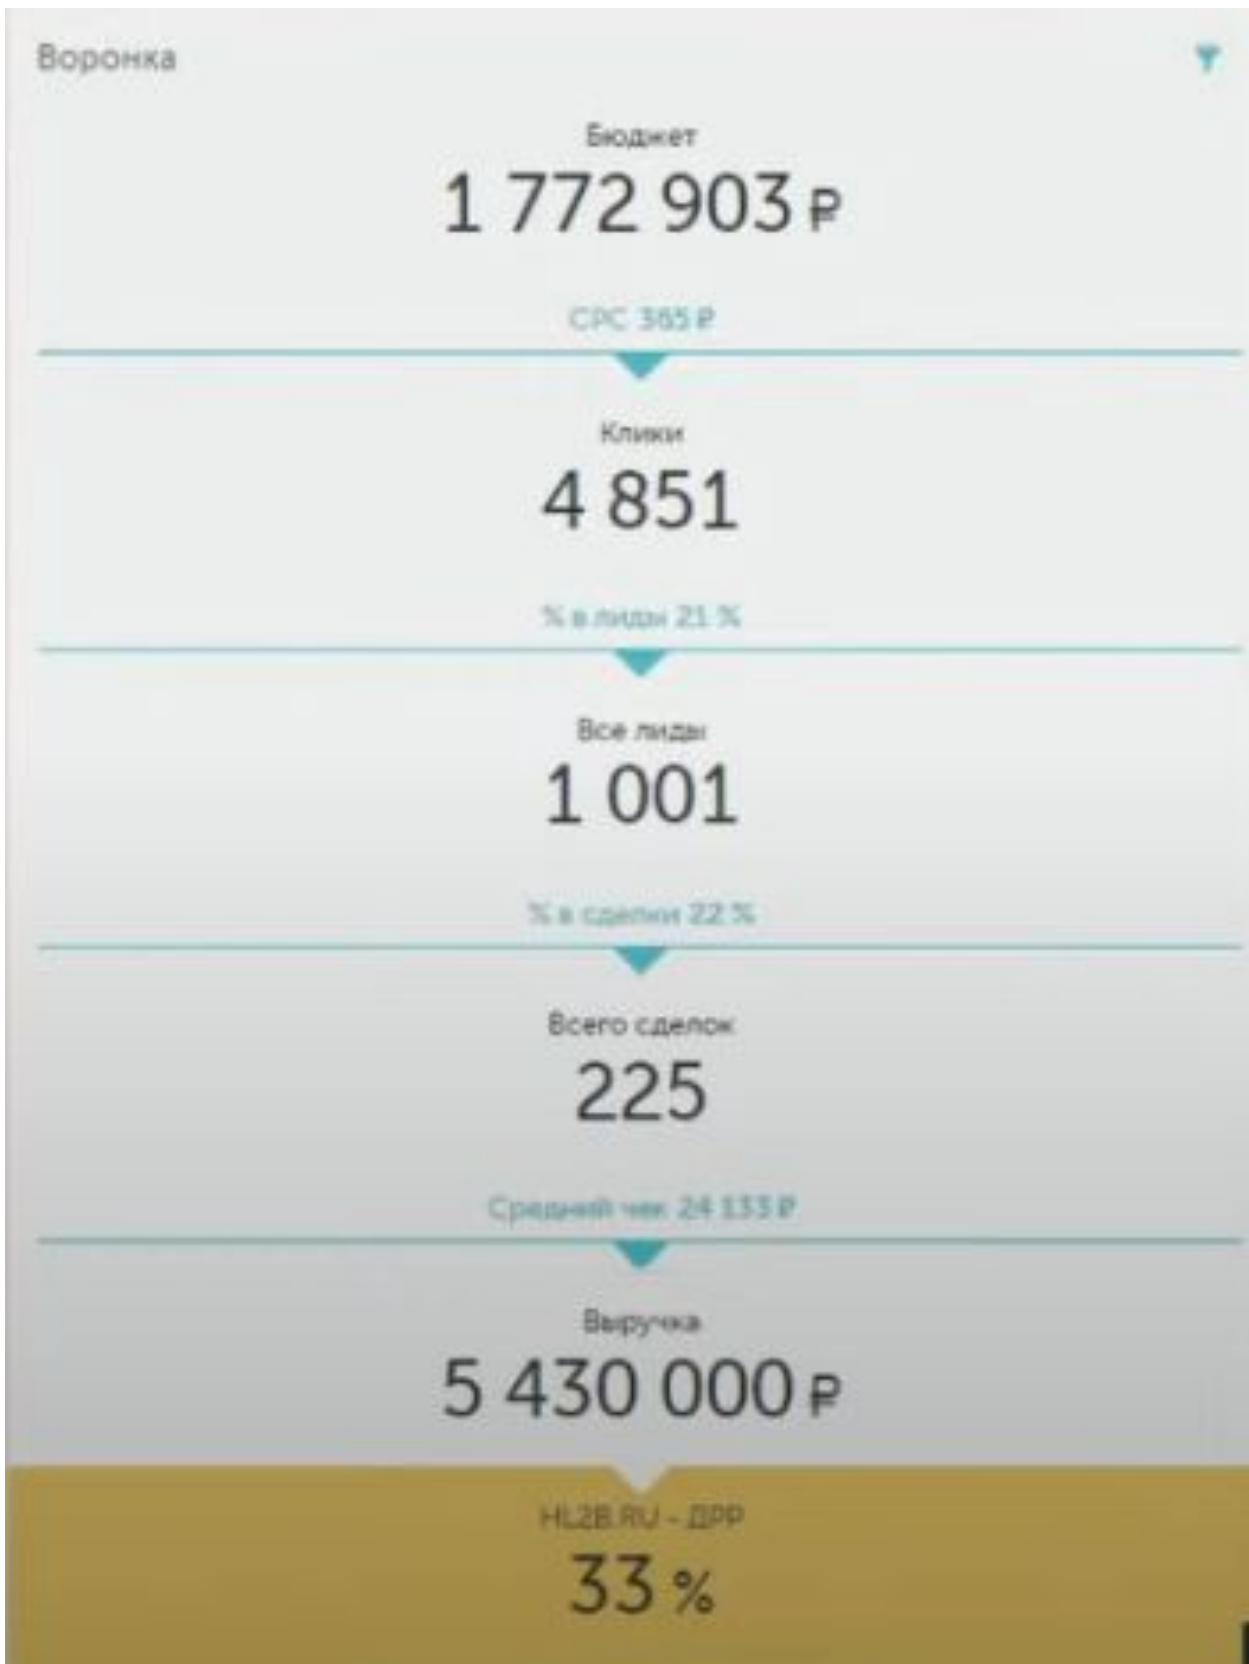 Воронка
Бюджет
1 772 903 ₽
CPC 365 ₽
Клики
4 851
% в лиды 21 %
Все лиды
1 001
% в сделки 22 %
Всего сделок
225
Средний чек 24 133 ₽
Выручка
5 430 000 ₽
HL2B.RU - ДРР
33 %